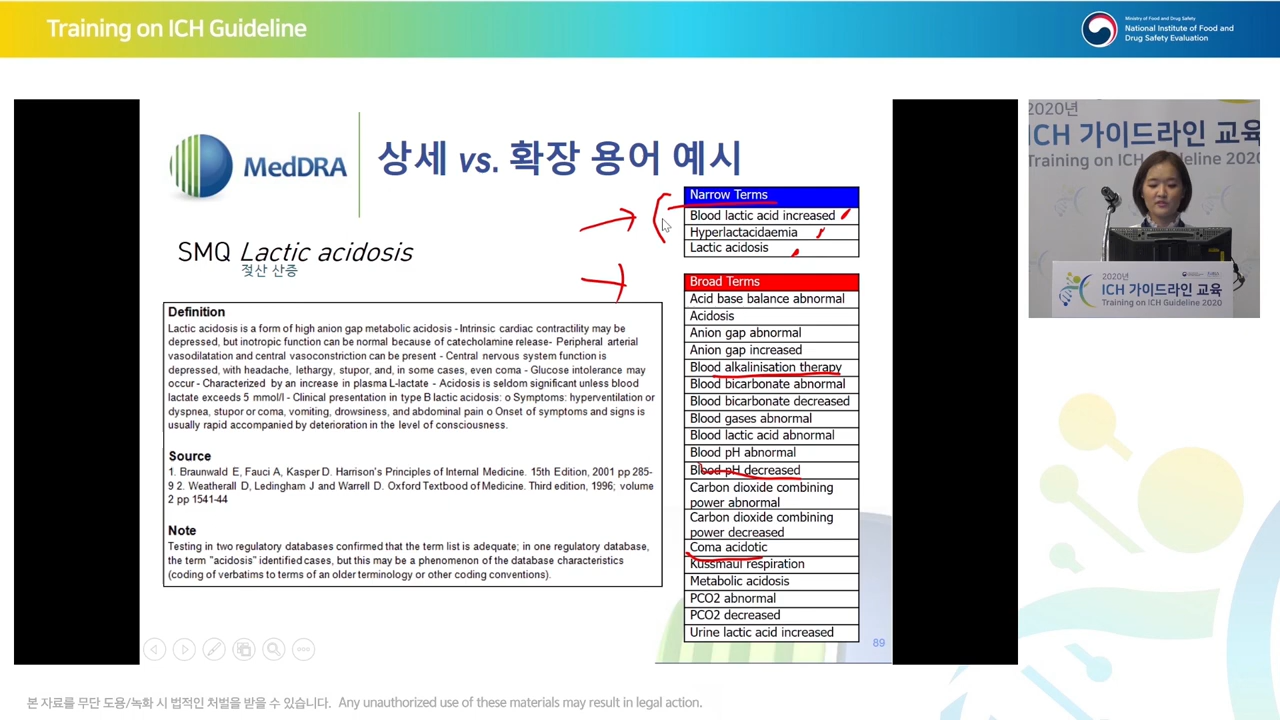 Training on ICH Guideline
Ministry of Food and Drug Safety
National Institute of Food and
Drug Safety Evaluation
MedDRA
상세 vs. 확장 용어 예시
SMQ Lactic acidosis
젖산 산증
Definition
Lactic acidosis is a form of high anion gap metabolic acidosis - Intrinsic cardiac contractility may be
depressed, but inotropic function can be normal because of catecholamine release- Peripheral arterial
vasodilatation and central vasoconstriction can be present - Central nervous system function is
depressed, with headache, lethargy, stupor, and, in some cases, even coma - Glucose intolerance may
occur - Characterized by an increase in plasma L-lactate - Acidosis is seldom significant unless blood
lactate exceeds 5 mmol/l - Clinical presentation in type B lactic acidosis: o Symptoms: hyperventilation or
dyspnea, stupor or coma, vomiting, drowsiness, and abdominal pain o Onset of symptoms and signs is
usually rapid accompanied by deterioration in the level of consciousness.
Source
1. Braunwald E, Fauci A, Kasper D. Harrison's Principles of Internal Medicine. 15th Edition, 2001 pp 285-
9 2. Weatherall D, Ledingham J and Warrell D. Oxford Textbood of Medicine. Third edition, 1996; volume
2 pp 1541-44
Note
Testing in two regulatory databases confirmed that the term list is adequate; in one regulatory database,
the term "acidosis" identified cases, but this may be a phenomenon of the database characteristics
(coding of verbatims to terms of an older terminology or other coding conventions).
Narrow Terms
Blood lactic acid increased
Hyperlactacidaemia
Lactic acidosis
Broad Terms
Acid base balance abnormal
Acidosis
Anion gap abnormal
Anion gap increased
Blood alkalinisation therapy
Blood bicarbonate abnormal
Blood bicarbonate decreased
Blood gases abnormal
Blood lactic acid abnormal
Blood pH abnormal
Blood pH decreased
Carbon dioxide combining
power abnormal
Carbon dioxide combining
power decreased
Coma acidotic
Kussmaul respiration
Metabolic acidosis
PCO2 abnormal
PCO2 decreased
Urine lactic acid increased
89
2020년
ICH 가이드라인 교육
Training on ICH Guideline 2020
2020년
ICH 가이드라인 교육
Training on ICH Guideline 2020
본 자료를 무단 도용/녹화 시 법적인 처벌을 받을 수 있습니다. Any unauthorized use of these materials may result in legal action.